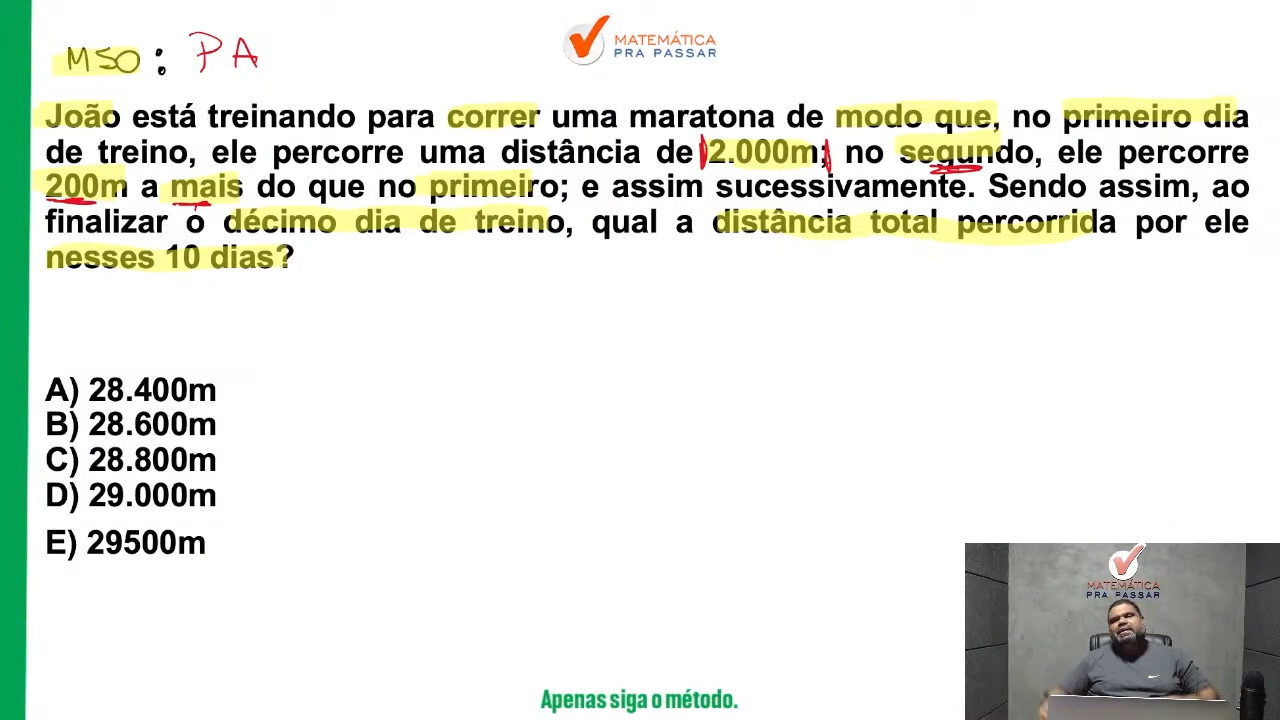 M50 : PA
MATEMÁTICA
PRA PASSAR
João está treinando para correr uma maratona de modo que, no primeiro dia
de treino, ele percorre uma distância de 2.000m; no segundo, ele percorre
200m a mais do que no primeiro; e assim sucessivamente. Sendo assim, ao
finalizar o décimo dia de treino, qual a distância total percorrida por ele
nesses 10 dias?
A) 28.400m
B) 28.600m
C) 28.800m
D) 29.000m
E) 29500m
MATEMÁTICA
PRA PASSAR
Apenas siga o método.